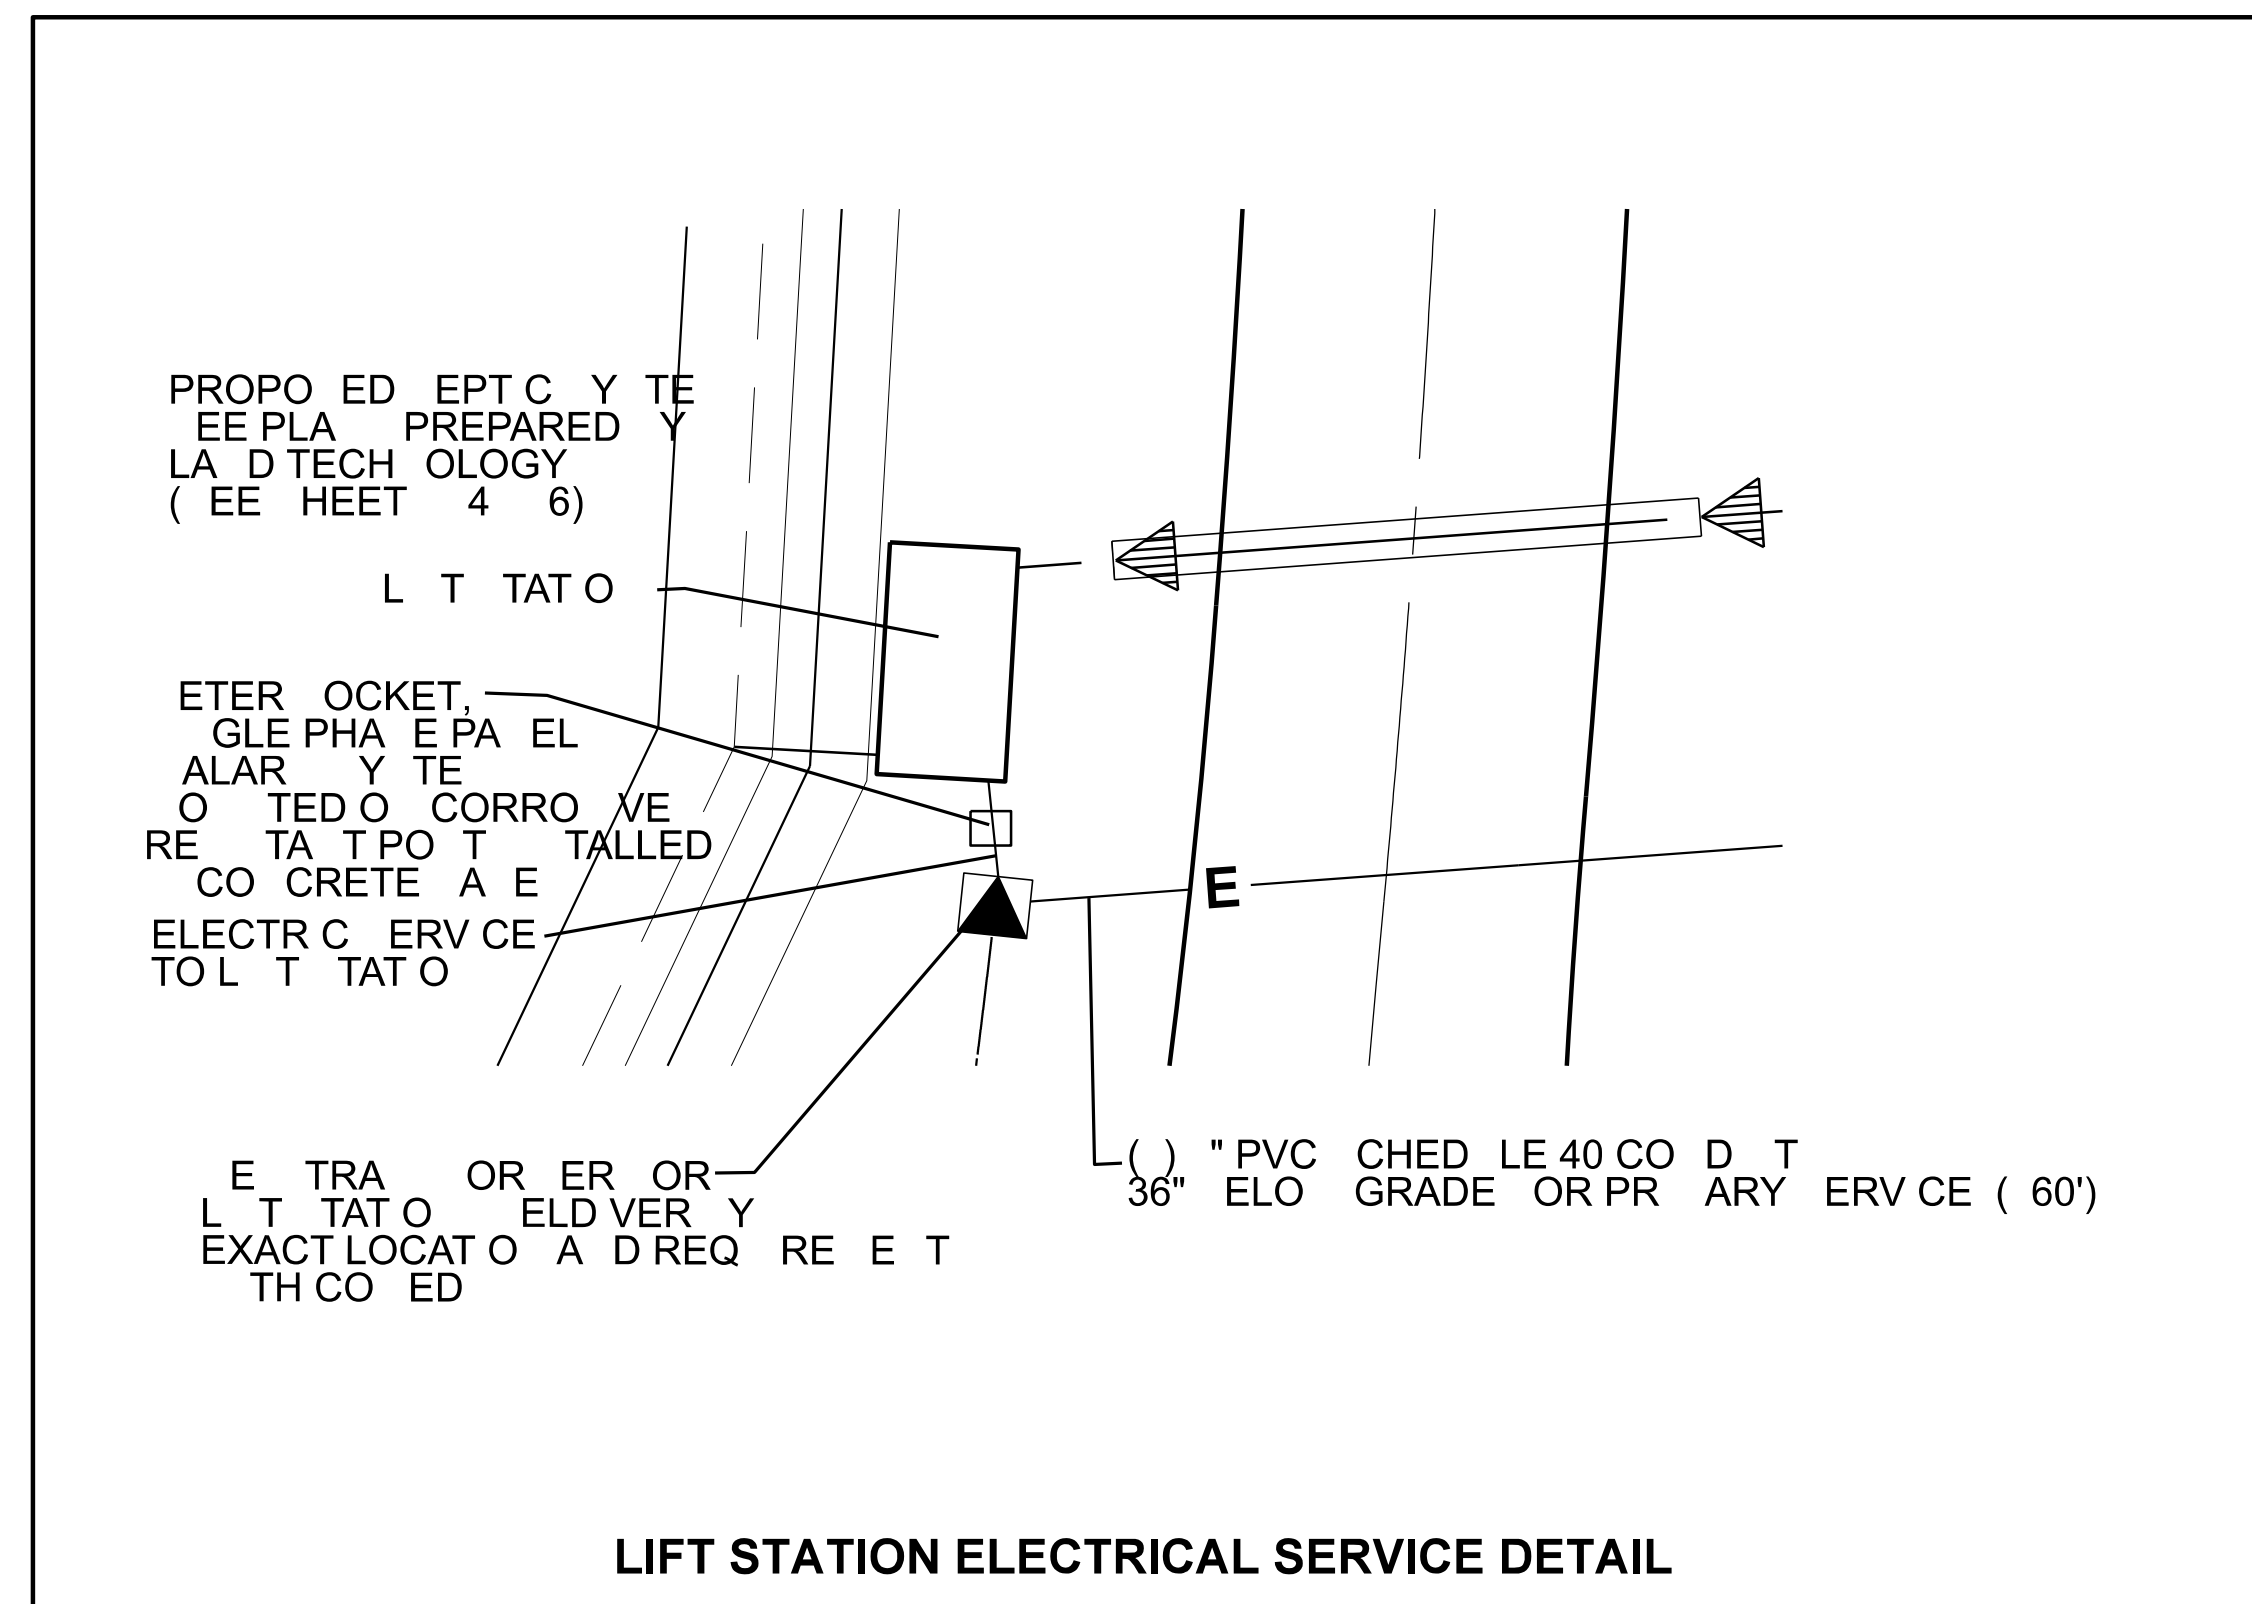 PROPO ED EPT C Y TE
EE PLA PREPARED Y
LA D TECH OLOGY
( EE HEET 4 6)
L T TAT O
ETER OCKET,
GLE PHA E PA EL
ALAR Y TE
O TED O CORRO VE
RE TA T PO T TALLED
CO CRETE A E
ELECTR C ERV CE
TO L T TAT O
E
E TRA OR ER OR
L T TAT O ELD VER Y
EXACT LOCAT O A D REQ RE E T
TH CO ED
( ) " PVC CHED LE 40 CO D T
36" ELO GRADE OR PR ARY ERV CE ( 60')
LIFT STATION ELECTRICAL SERVICE DETAIL